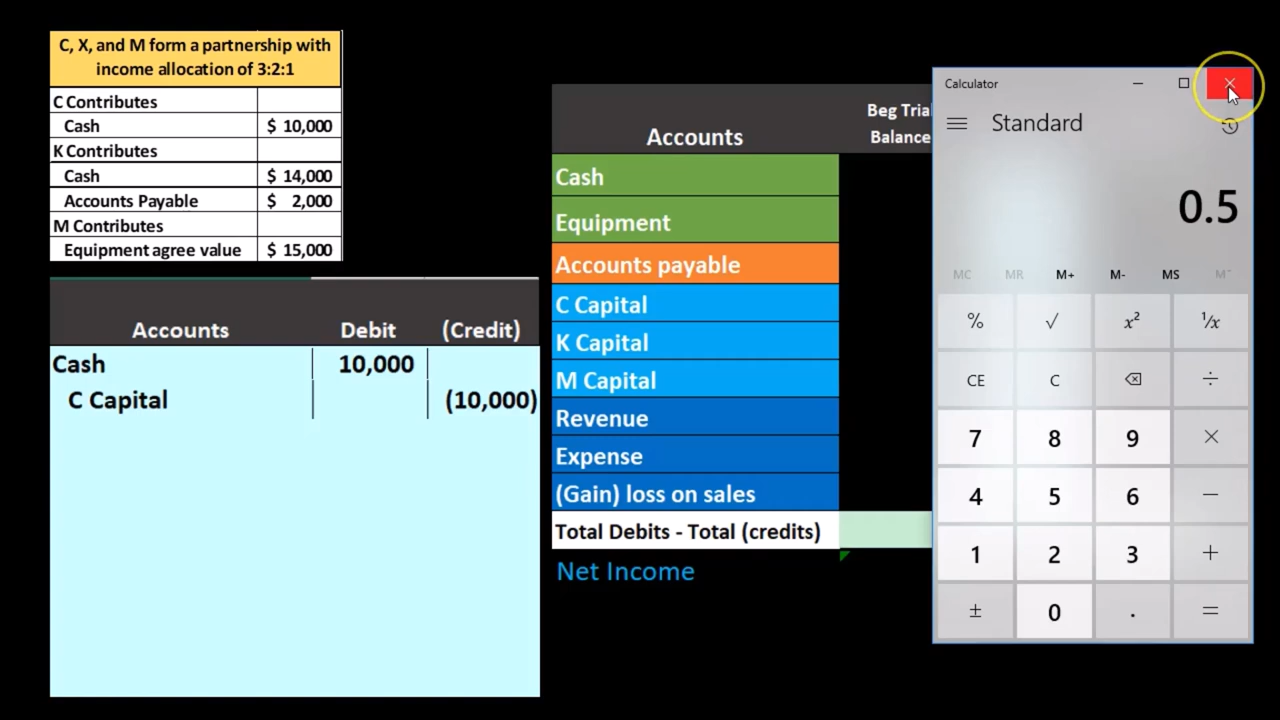 C, X, and M form a partnership with
income allocation of 3:2:1
C Contributes
Cash $ 10,000
K Contributes
Cash $ 14,000
Accounts Payable $ 2,000
M Contributes
Equipment agree value $ 15,000
Accounts Debit (Credit)
Cash 10,000
C Capital (10,000)
Beg Trial
Accounts Balance
Cash
Equipment
Accounts payable
C Capital
K Capital
M Capital
Revenue
Expense
(Gain) loss on sales
Total Debits - Total (credits)
Net Income
Calculator
Standard
0.5
MC MR M+ M- MS M˅
% √ x² ¹/x
CE C ÷
7 8 9 ×
4 5 6 −
1 2 3 +
± 0 . =